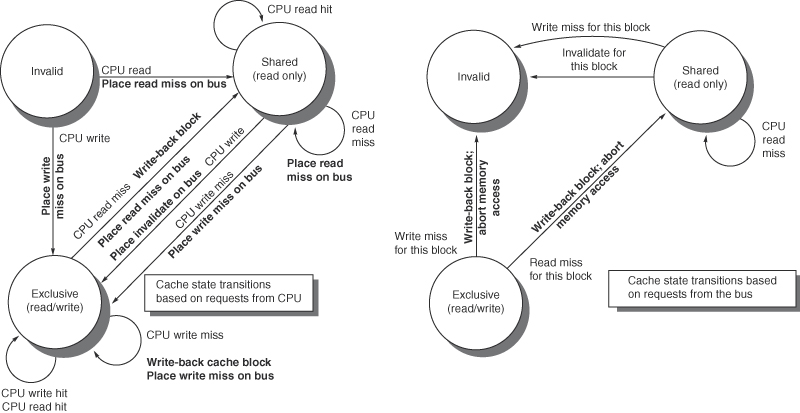 CPU read hit
Invalid
CPU read
Place read miss on bus
Shared
(read only)
CPU write
Place write
miss on bus
CPU read miss
Write-back block
Place read miss on bus
Place invalidate on bus
CPU write
CPU write miss
Place write miss on bus
CPU
read
miss
Place read
miss on bus
Exclusive
(read/write)
Cache state transitions
based on requests from CPU
CPU write miss
Write-back cache block
Place write miss on bus
CPU write hit
CPU read hit
Write miss for this block
Invalidate for
this block
Invalid
Shared
(read only)
CPU
read
miss
Write-back block;
abort memory
access
Write-back block; abort
memory access
Write miss
for this block
Read miss
for this block
Exclusive
(read/write)
Cache state transitions based
on requests from the bus